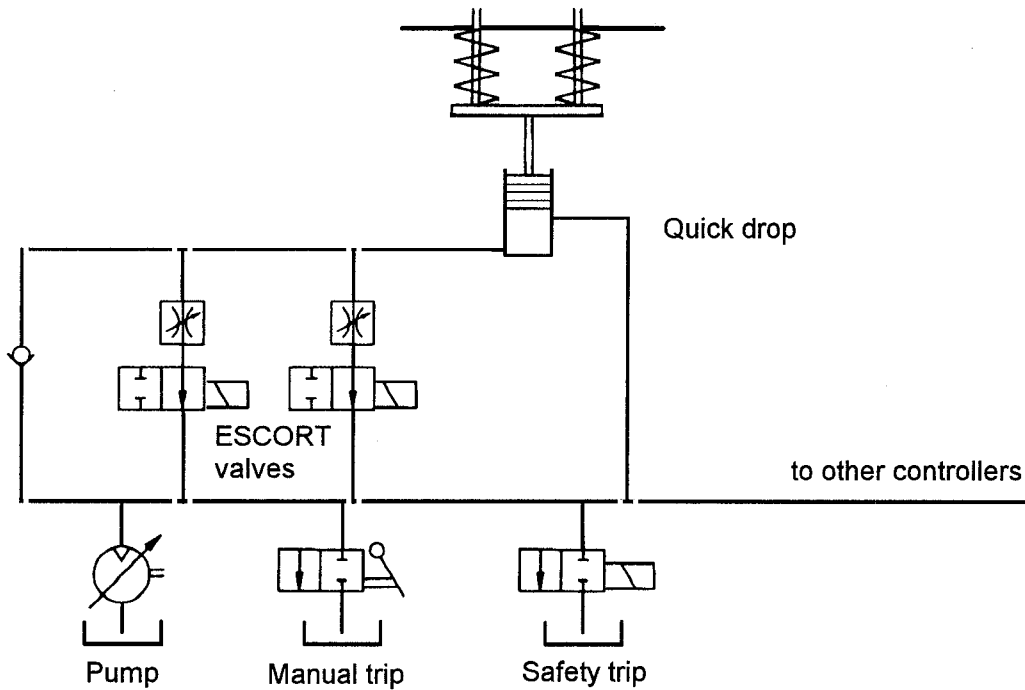 Quick drop
ESCORT
valves
to other controllers
Pump
Manual trip
Safety trip